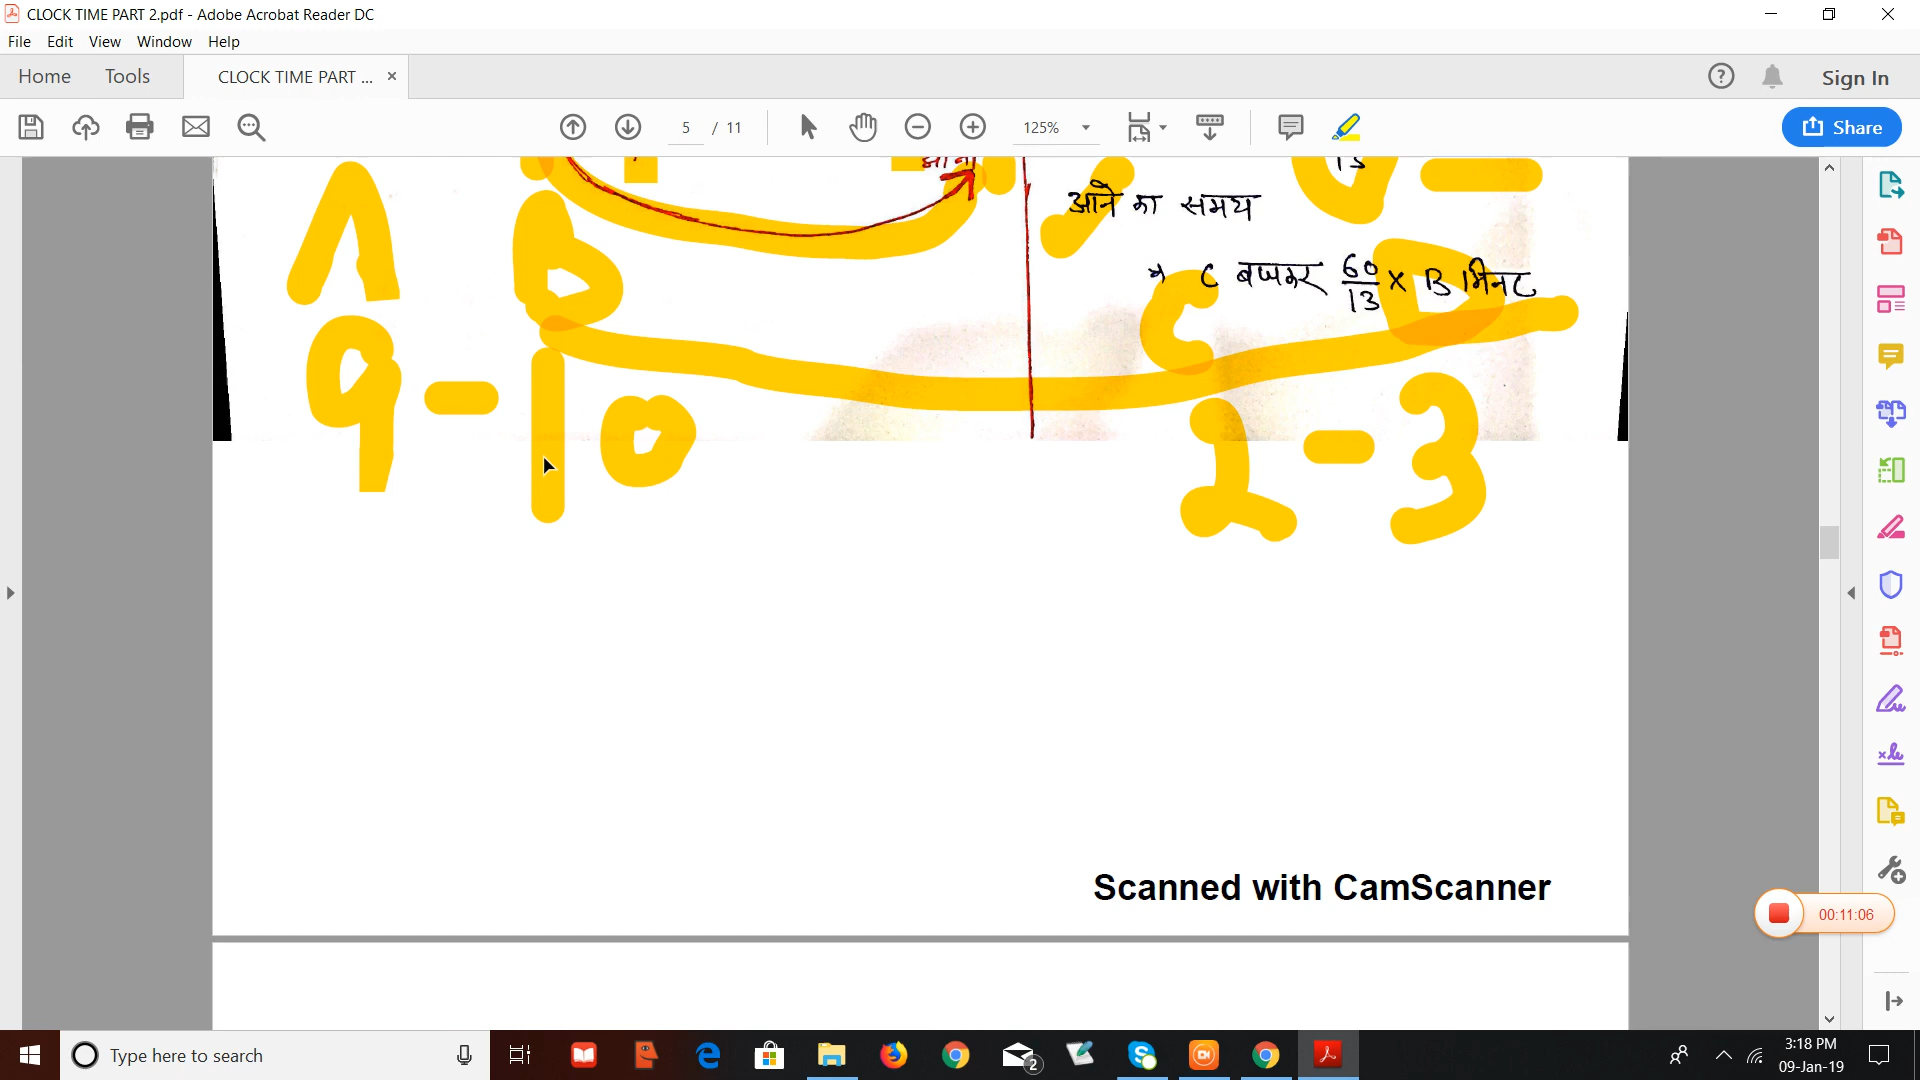 CLOCK TIME PART 2.pdf - Adobe Acrobat Reader DC
File Edit View Window Help
Home Tools CLOCK TIME PART ... × Sign In
5 / 11 125% Share
13
आने का समय
A B
C बजकर 60/13 × B मिनट
C D
9 - 10
2 - 3
Scanned with CamScanner
00:11:06
Type here to search
2
3:18 PM
09-Jan-19